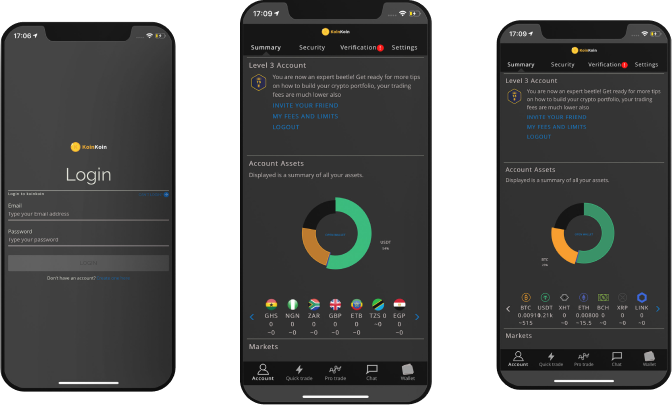 17:06
KoinKoin
Login
Login to KoinKoin
Email
Type your Email address
Password
Type your password
LOGIN
Don't have an account?
17:09
KoinKoin
Summary Security Verification ! Settings
Level 3 Account
You are now an expert beetle! Get ready for more tips
on how to build your crypto portfolio, your trading
fees are much lower also
INVITE YOUR FRIEND
MY FEES AND LIMITS
LOGOUT
Account Assets
Displayed is a summary of all your assets.
USDT
GHS NGN ZAR GBP ETB TZS 0 EGP
0 0 0 0 0 ~0 0
~0 ~0 ~0 ~0 ~0 ~0
Markets
Account Quick trade Pro trade Chat Wallet
17:09
KoinKoin
Summary Security Verification ! Settings
Level 3 Account
You are now an expert beetle! Get ready for more tips
on how to build your crypto portfolio, your trading
fees are much lower also
INVITE YOUR FRIEND
MY FEES AND LIMITS
LOGOUT
Account Assets
Displayed is a summary of all your assets.
BTC
BTC USDT XHT ETH BCH XRP LINK
0.0091 0.21k 0 0.00800 0 0 0
~515 ~0 ~15.5 ~0 ~0 ~0
Markets
Account Quick trade Pro trade Chat Wallet